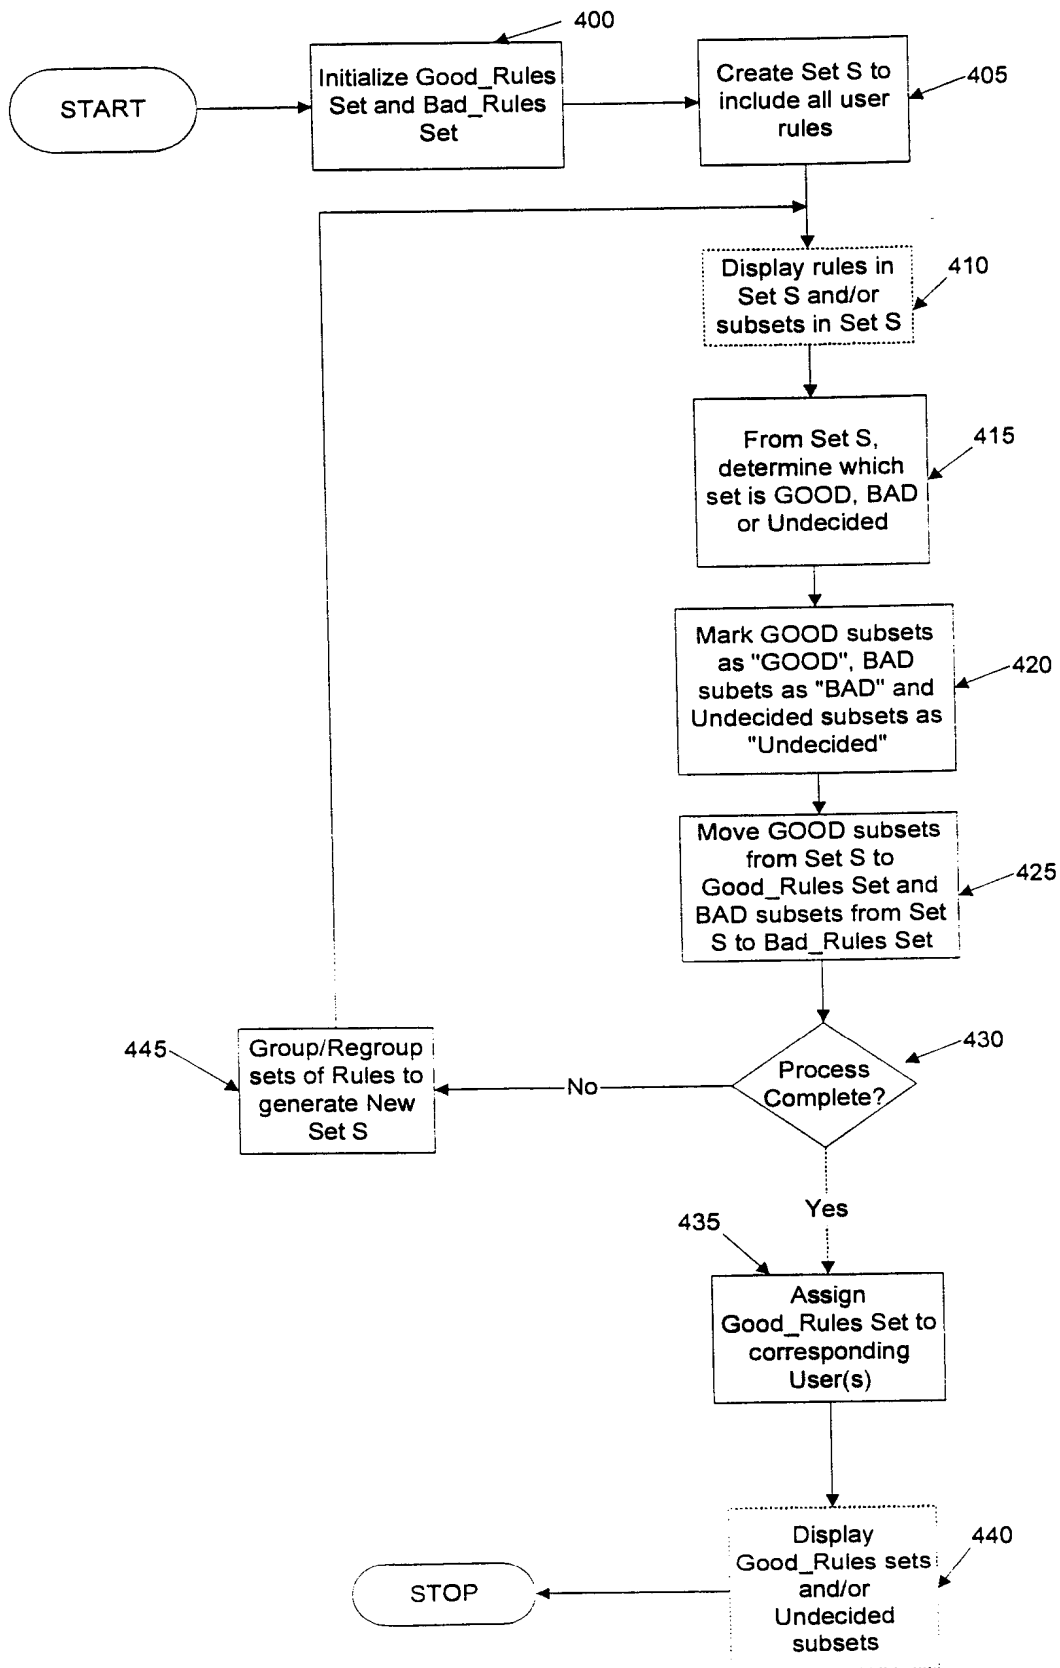 400
START
Initialize Good_Rules
Set and Bad_Rules
Set
Create Set S to
include all user
rules
405
Display rules in
Set S and/or
subsets in Set S
410
From Set S,
determine which
set is GOOD, BAD
or Undecided
415
Mark GOOD subsets
as "GOOD", BAD
subets as "BAD" and
Undecided subsets as
"Undecided"
420
Move GOOD subsets
from Set S to
Good_Rules Set and
BAD subsets from Set
S to Bad_Rules Set
425
430
Process
Complete?
No
445
Group/Regroup
sets of Rules to
generate New
Set S
Yes
435
Assign
Good_Rules Set to
corresponding
User(s)
Display
Good_Rules sets
and/or
Undecided
subsets
440
STOP